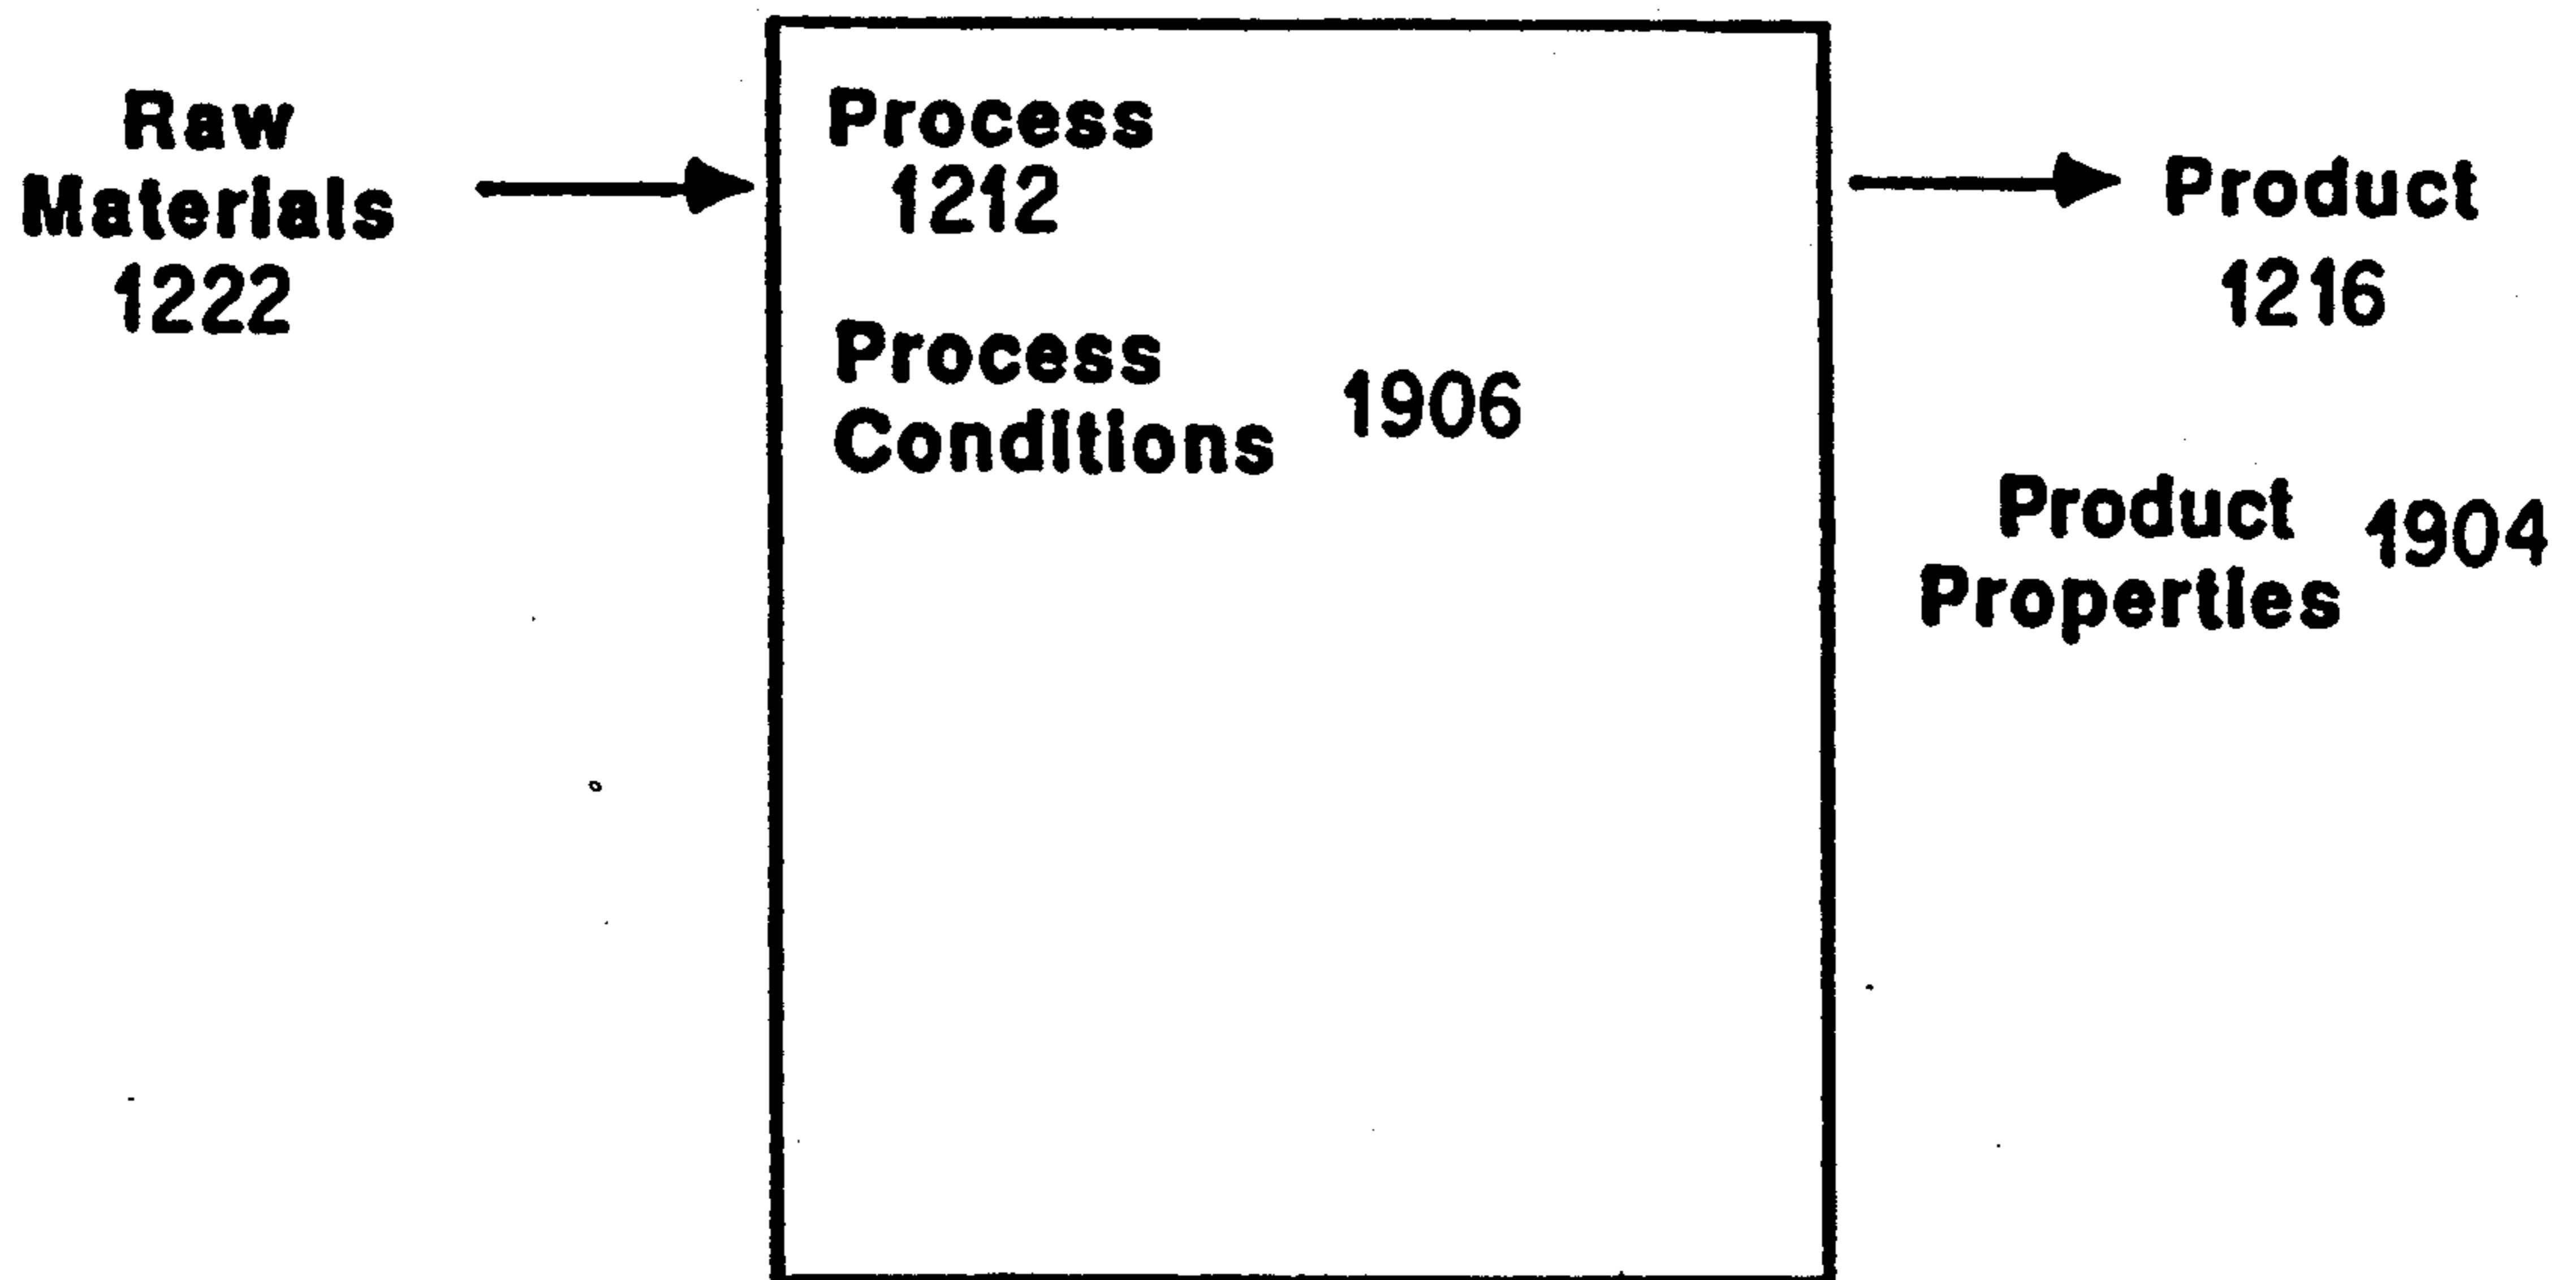 Raw
Materials
1222
Process
1212
Process
Conditions 1906
Product
1216
Product 1904
Properties